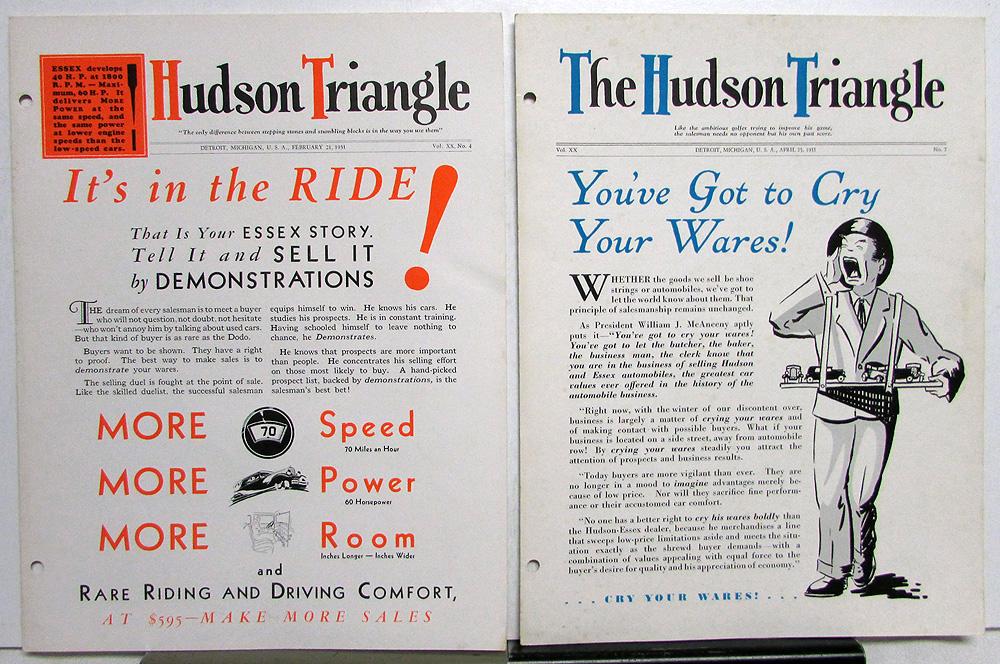 ESSEX develops
40 H. P. at 1800
R. P. M. — Maxi-
mum, 60 H. P. It
delivers MORE
POWER at the
same speed, and
the same power
at lower engine
speeds than the
low-speed cars.
Hudson Triangle
"The only difference between stepping stones and stumbling blocks is in the way you use them"
DETROIT, MICHIGAN, U. S. A., FEBRUARY 21, 1931 Vol. XX, No. 4
It's in the RIDE!
That Is Your ESSEX STORY.
Tell It and SELL IT
by DEMONSTRATIONS
THE dream of every salesman is to meet a buyer
who will not question, not doubt, not hesitate
—who won't annoy him by talking about used cars.
But that kind of buyer is as rare as the Dodo.
Buyers want to be shown. They have a right
to proof. The best way to make sales is to
demonstrate your wares.
The selling duel is fought at the point of sale.
Like the skilled duelist, the successful salesman
equips himself to win. He knows his cars. He
studies his prospects. He is in constant training.
Having schooled himself to leave nothing to
chance, he Demonstrates.
He knows that prospects are more important
than people. He concentrates his selling effort
on those most likely to buy. A hand-picked
prospect list, backed by demonstrations, is the
salesman's best bet!
MORE 70 Speed
70 Miles an Hour
MORE Power
60 Horsepower
MORE Room
Inches Longer — Inches Wider
and
RARE RIDING AND DRIVING COMFORT,
AT $595—MAKE MORE SALES
The Hudson Triangle
Like the ambitious golfer trying to improve his game,
the salesman needs no opponent but his own past score.
Vol. XX DETROIT, MICHIGAN, U. S. A., APRIL 25, 1931 No. 7
You've Got to Cry
Your Wares!
WHETHER the goods we sell be shoe
strings or automobiles, we've got to
let the world know about them. That
principle of salesmanship remains unchanged.
As President William J. McAneeny aptly
puts it—"You've got to cry your wares!
You've got to let the butcher, the baker,
the business man, the clerk know that
you are in the business of selling Hudson
and Essex automobiles, the greatest car
values ever offered in the history of the
automobile business.
"Right now, with the winter of our discontent over,
business is largely a matter of crying your wares and
of making contact with possible buyers. What if your
business is located on a side street, away from automobile
row! By crying your wares steadily you attract the
attention of prospects and business results.
"Today buyers are more vigilant than ever. They are
no longer in a mood to imagine advantages merely be-
cause of low price. Nor will they sacrifice fine perform-
ance or their accustomed car comfort.
"No one has a better right to cry his wares boldly than
the Hudson-Essex dealer, because he merchandises a line
that sweeps low-price limitations aside and meets the situ-
ation exactly as the shrewd buyer demands—with a
combination of values appealing with equal force to the
buyer's desire for quality and his appreciation of economy."
. . . CRY YOUR WARES! . . .